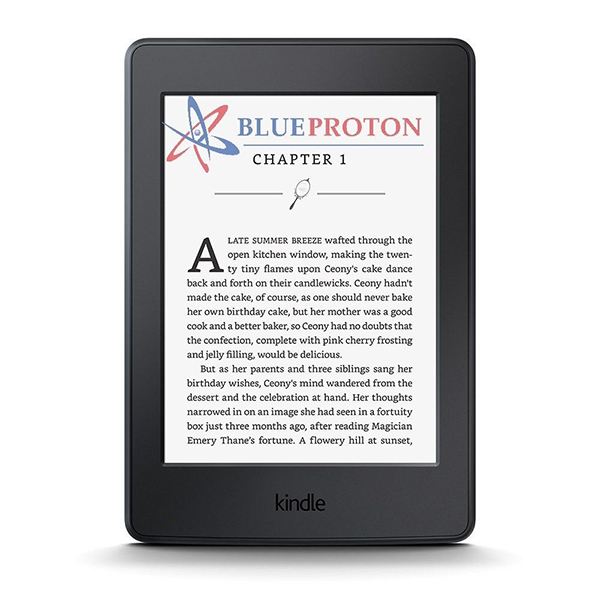 BLUEPROTON
CHAPTER 1
A LATE SUMMER BREEZE wafted through the
open kitchen window, making the twen-
ty tiny flames upon Ceony's cake dance
back and forth on their candlewicks. Ceony hadn't
made the cake, of course, as one should never bake
her own birthday cake, but her mother was a good
cook and a better baker, so Ceony had no doubts that
the confection, complete with pink cherry frosting
and jelly filling, would be delicious.
But as her parents and three siblings sang her
birthday wishes, Ceony's mind wandered from the
dessert and the celebration at hand. Her thoughts
narrowed in on an image she had seen in a fortuity
box just three months ago, after reading Magician
Emery Thane's fortune. A flowery hill at sunset,
kindle